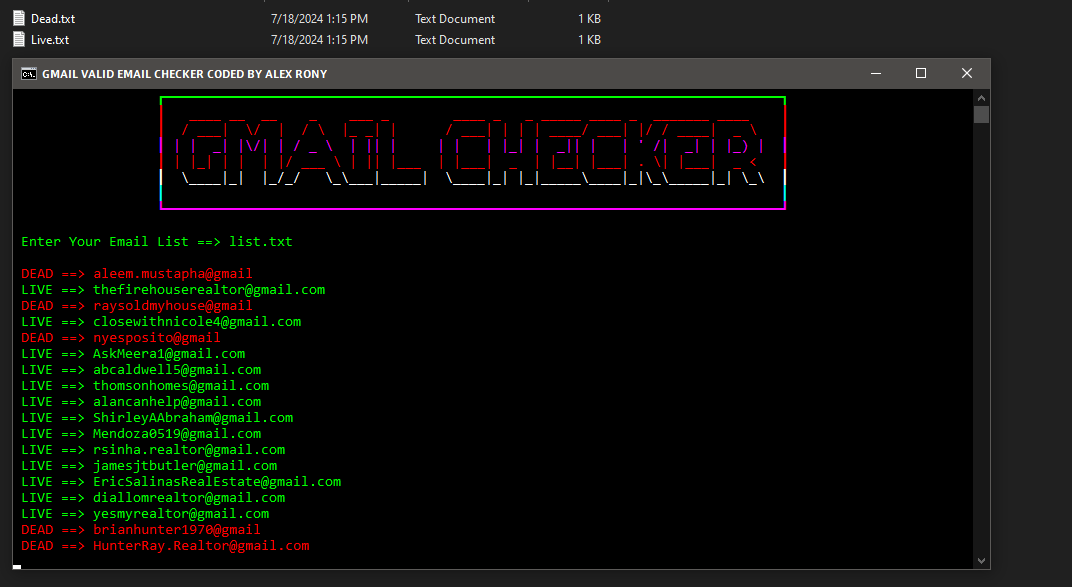 Dead.txt 7/18/2024 1:15 PM Text Document 1 KB
Live.txt 7/18/2024 1:15 PM Text Document 1 KB
GMAIL VALID EMAIL CHECKER CODED BY ALEX RONY
GMAIL CHECKER
Enter Your Email List ==> list.txt
DEAD ==> aleem.mustapha@gmail
LIVE ==> thefirehouserealtor@gmail.com
DEAD ==> raysoldmyhouse@gmail
LIVE ==> closewithnicole4@gmail.com
DEAD ==> nyesposito@gmail
LIVE ==> AskMeera1@gmail.com
LIVE ==> abcaldwell5@gmail.com
LIVE ==> thomsonhomes@gmail.com
LIVE ==> alancanhelp@gmail.com
LIVE ==> ShirleyAAbraham@gmail.com
LIVE ==> Mendoza0519@gmail.com
LIVE ==> rsinha.realtor@gmail.com
LIVE ==> jamesjtbutler@gmail.com
LIVE ==> EricSalinasRealEstate@gmail.com
LIVE ==> diallomrealtor@gmail.com
LIVE ==> yesmyrealtor@gmail.com
DEAD ==> brianhunter1970@gmail
DEAD ==> HunterRay.Realtor@gmail.com